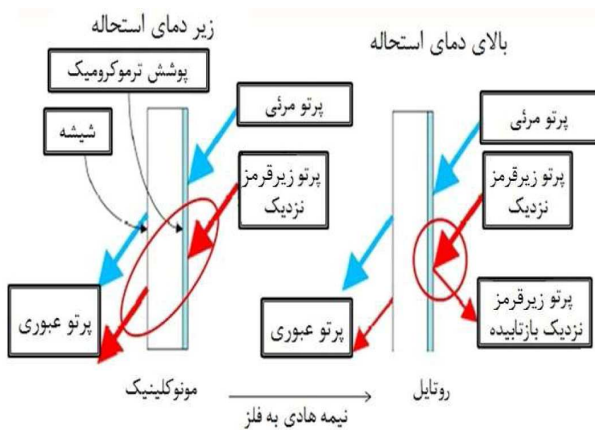 زیر دمای استحاله
بالای دمای استحاله
پوشش ترموکرومیک
شیشه
پرتو مرئی
پرتو زیرقرمز
نزدیک
پرتو عبوری
پرتو مرئی
پرتو زیرقرمز
نزدیک
پرتو عبوری
پرتو زیرقرمز
نزدیک بازتابیده
مونوکلینیک
روتایل
نیمه هادی به فلز